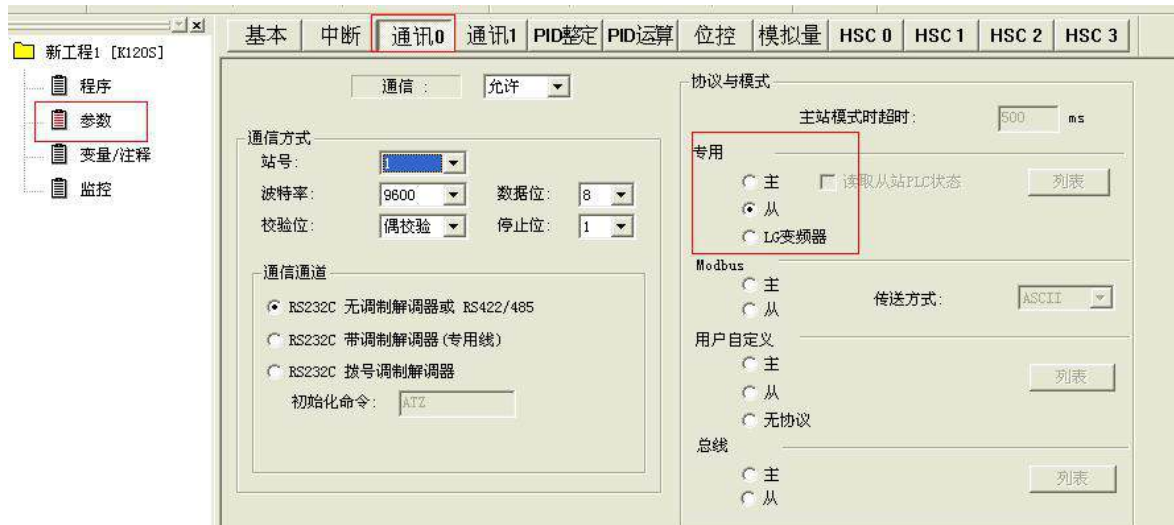 新工程1 [K120S]
程序
参数
变量/注释
监控
基本 中断 通讯0 通讯1 PID整定 PID运算 位控 模拟量 HSC 0 HSC 1 HSC 2 HSC 3
通信 : 允许
通信方式
站号: 1
波特率: 9600 数据位: 8
校验位: 偶校验 停止位: 1
通信通道
RS232C 无调制解调器或 RS422/485
RS232C 带调制解调器(专用线)
RS232C 拨号调制解调器
初始化命令: ATZ
协议与模式
主站模式时超时: 500 ms
专用
主 读取从站PLC状态 列表
从
LG变频器
Modbus
主
从 传送方式: ASCII
用户自定义
主
从 列表
无协议
总线
主 列表
从